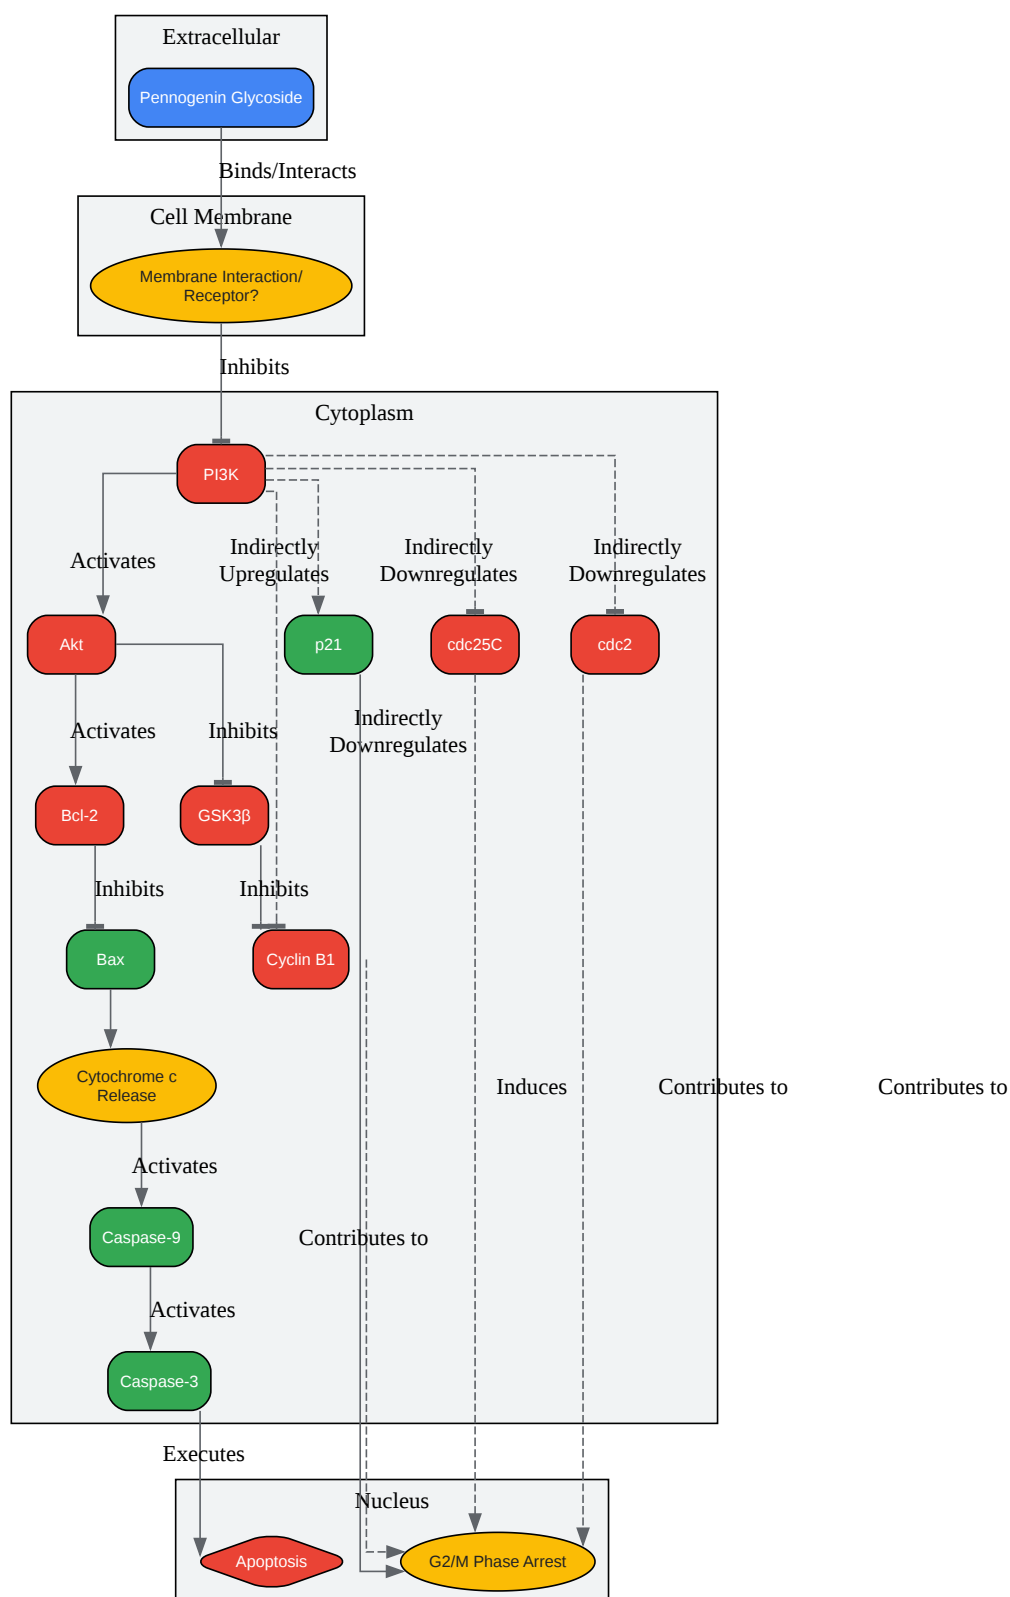 Extracellular
Pennogenin Glycoside
Binds/Interacts
Cell Membrane
Membrane Interaction/
Receptor?
Inhibits
Cytoplasm
PI3K
Activates
Indirectly
Upregulates
Indirectly
Downregulates
Indirectly
Downregulates
Akt
p21
cdc25C
cdc2
Activates
Inhibits
Indirectly
Downregulates
Bcl-2
GSK3β
Inhibits
Inhibits
Bax
Cyclin B1
Cytochrome c
Release
Induces
Contributes to
Contributes to
Activates
Caspase-9
Contributes to
Activates
Caspase-3
Executes
Nucleus
Apoptosis
G2/M Phase Arrest